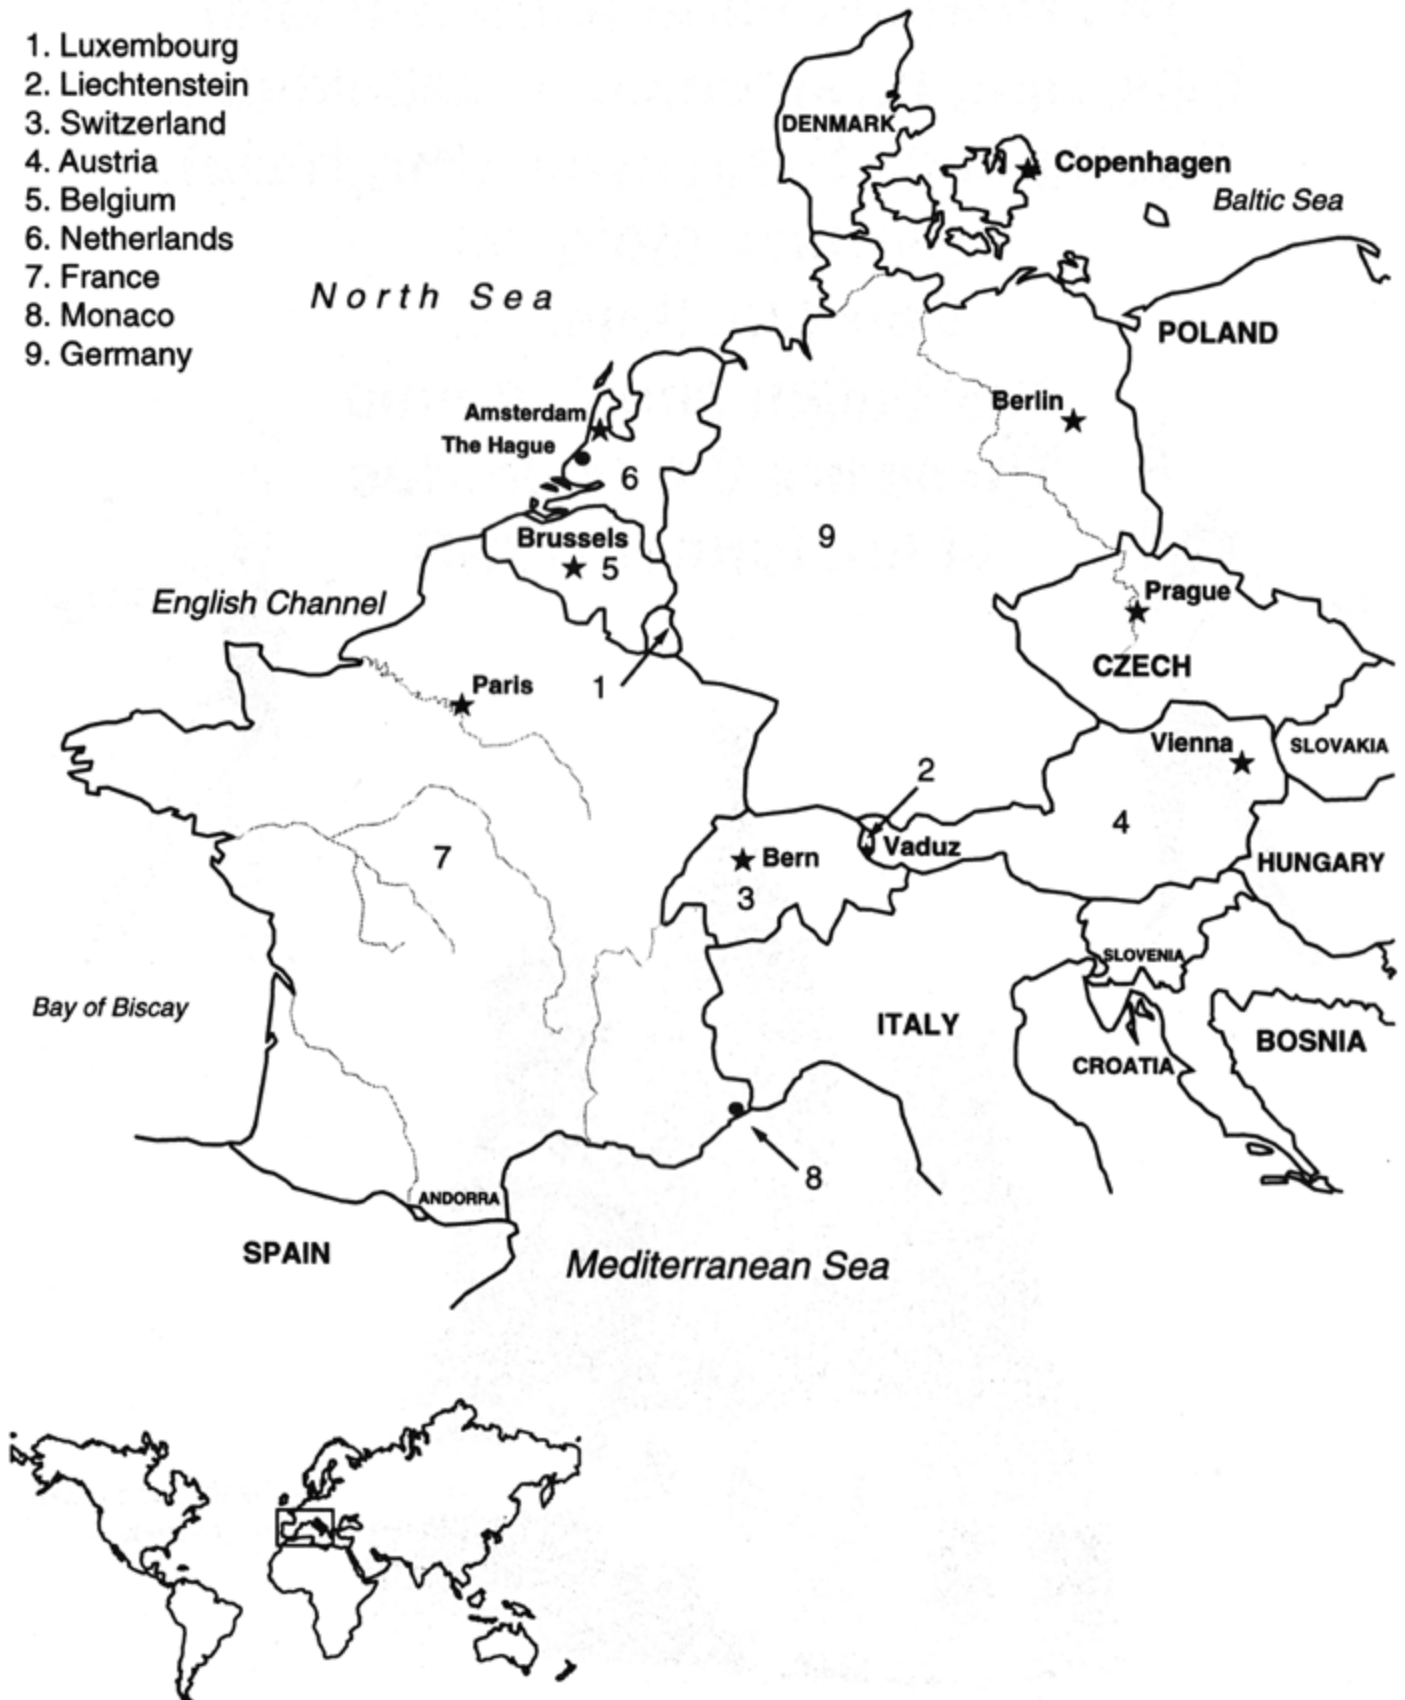 1. Luxembourg
2. Liechtenstein
3. Switzerland
4. Austria
5. Belgium
6. Netherlands
7. France
8. Monaco
9. Germany
DENMARK
Copenhagen
Baltic Sea
North Sea
POLAND
Berlin
Amsterdam
The Hague
6
9
Brussels
5
English Channel
Prague
CZECH
1
Paris
Vienna
SLOVAKIA
2
4
7
Bern
Vaduz
HUNGARY
3
SLOVENIA
Bay of Biscay
ITALY
BOSNIA
CROATIA
8
ANDORRA
SPAIN
Mediterranean Sea